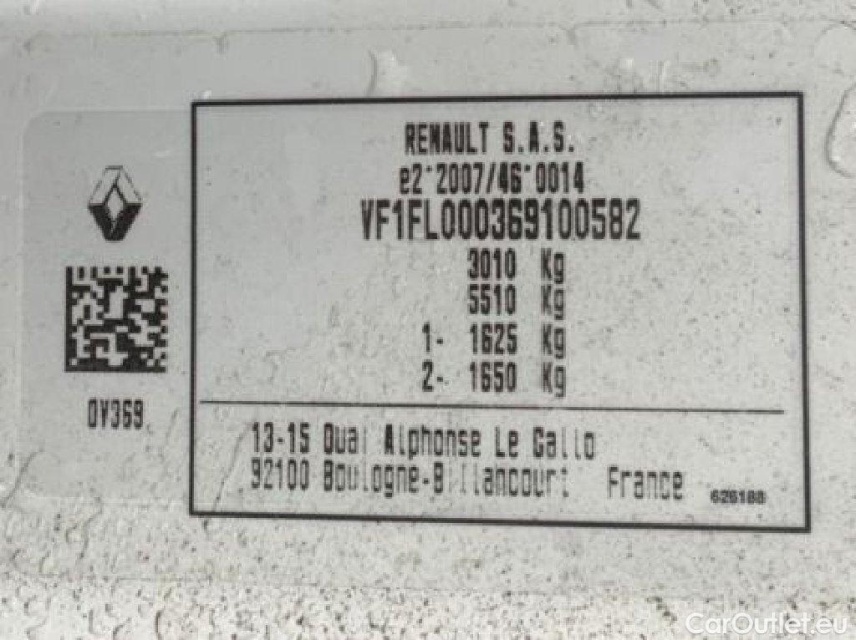 RENAULT S.A.S.
e2*2007/46*0014
VF1FL000369100582
3010 Kg
5510 Kg
1- 1625 Kg
2- 1650 Kg
0V369
13-15 Quai Alphonse Le Gallo
92100 Boulogne-Billancourt France
626188
CarOutlet.eu